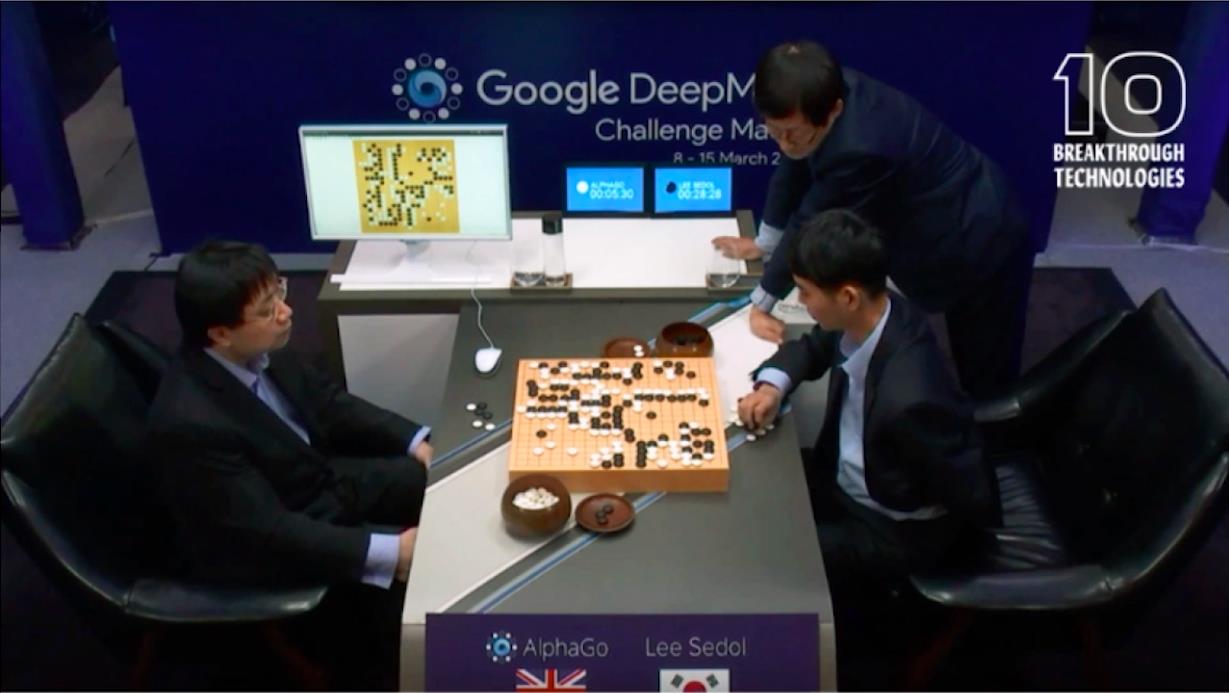 Google DeepM
Challenge Ma
8 - 15 March 2
ALPHAGO
00:05:30
LEE SEDOL
00:28:28
10
BREAKTHROUGH
TECHNOLOGIES
AlphaGo
Lee Sedol